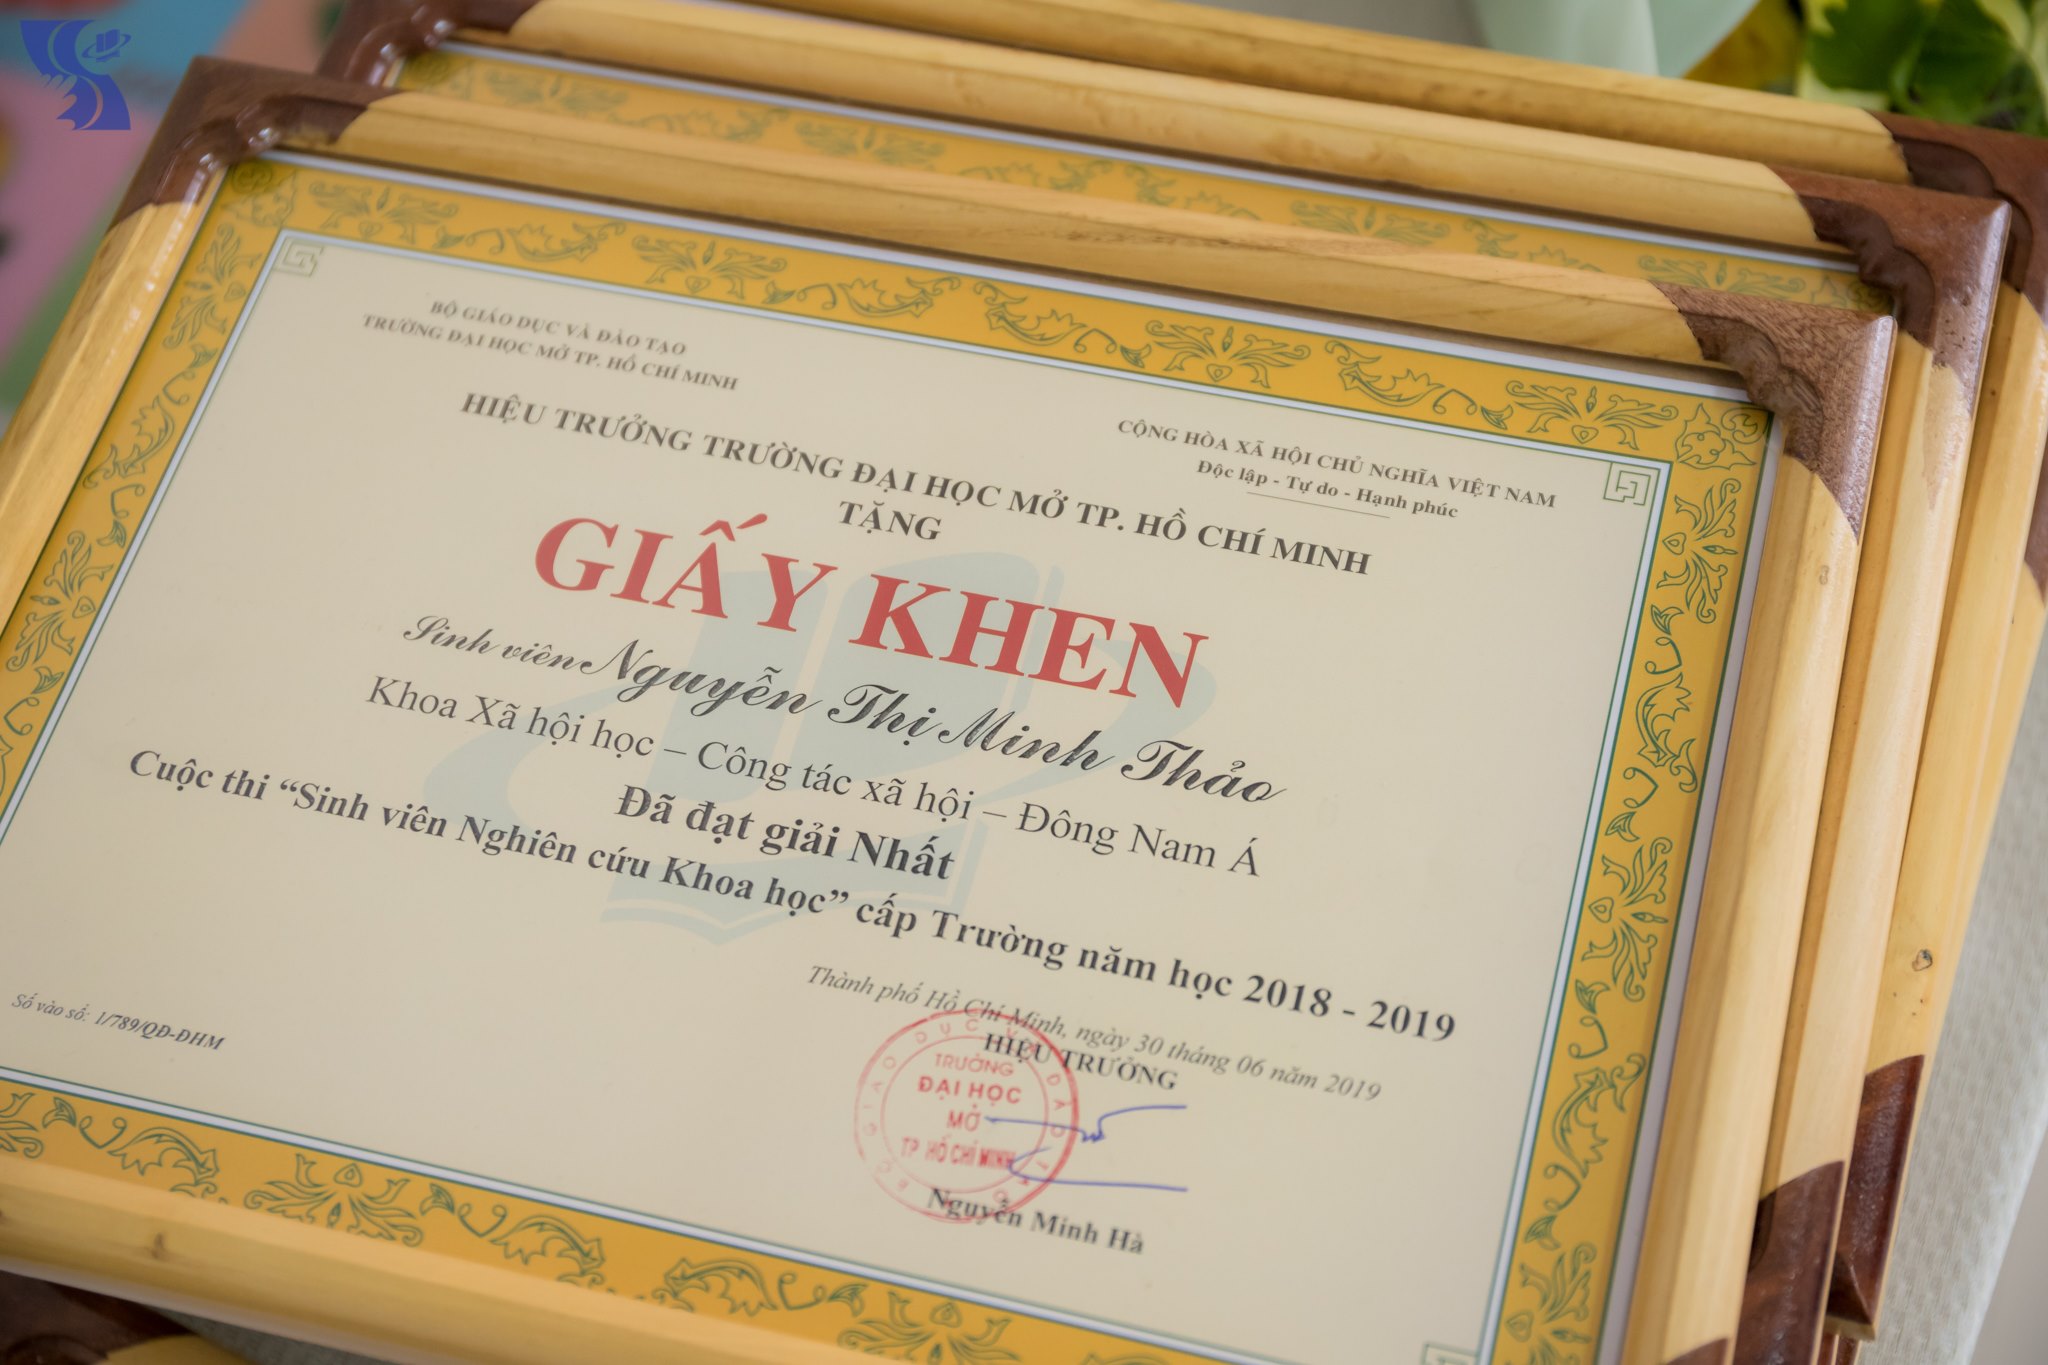 BỘ GIÁO DỤC VÀ ĐÀO TẠO
TRƯỜNG ĐẠI HỌC MỞ TP. HỒ CHÍ MINH
CỘNG HÒA XÃ HỘI CHỦ NGHĨA VIỆT NAM
Độc lập - Tự do - Hạnh phúc
HIỆU TRƯỞNG TRƯỜNG ĐẠI HỌC MỞ TP. HỒ CHÍ MINH
TẶNG
GIẤY KHEN
Sinh viên Nguyễn Thị Minh Thảo
Khoa Xã hội học – Công tác xã hội – Đông Nam Á
Đã đạt giải Nhất
Cuộc thi “Sinh viên Nghiên cứu Khoa học” cấp Trường năm học 2018 - 2019
Thành phố Hồ Chí Minh, ngày 30 tháng 06 năm 2019
Số vào sổ: 1/789/QĐ-ĐHM
HIỆU TRƯỞNG
TRƯỜNG
ĐẠI HỌC
MỞ
TP HỒ CHÍ MINH
Nguyễn Minh Hà